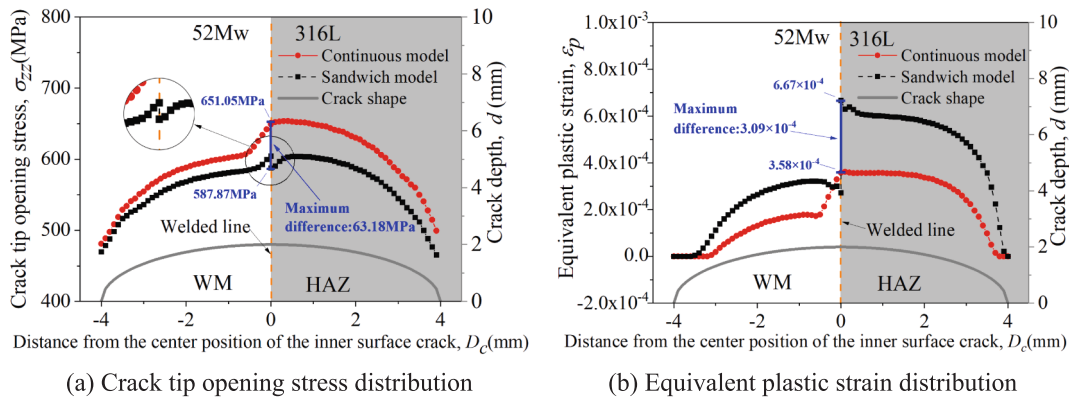 800
700
600
500
400
Crack tip opening stress, σzz(MPa)
52Mw
316L
Continuous model
Sandwich model
Crack shape
651.05MPa
587.87MPa
Maximum
difference:63.18MPa
Welded line
WM
HAZ
10
8
6
4
2
0
Crack depth, d (mm)
-4
-2
0
2
4
Distance from the center position of the inner surface crack, Dc(mm)
(a) Crack tip opening stress distribution
1.0x10⁻³
8.0x10⁻⁴
6.0x10⁻⁴
4.0x10⁻⁴
2.0x10⁻⁴
0.0
-2.0x10⁻⁴
Equivalent plastic strain, εp
52Mw
316L
Continuous model
Sandwich model
Crack shape
6.67×10⁻⁴
Maximum
difference:3.09×10⁻⁴
3.58×10⁻⁴
Welded line
WM
HAZ
10
8
6
4
2
0
Crack depth, d (mm)
-4
-2
0
2
4
Distance from the center position of the inner surface crack, Dc(mm)
(b) Equivalent plastic strain distribution